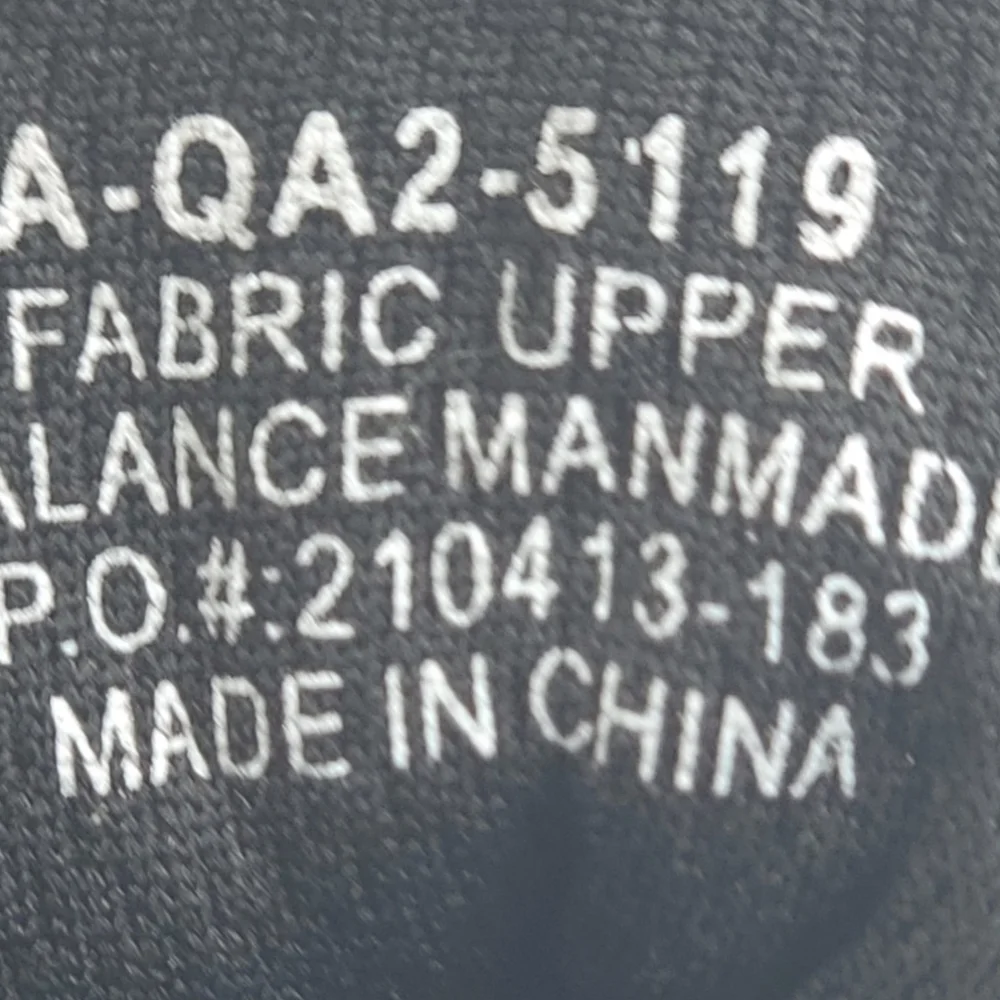 A-QA2-5119
FABRIC UPPER
ALANCE MANMADE
P.O.#:210413-183
MADE IN CHINA